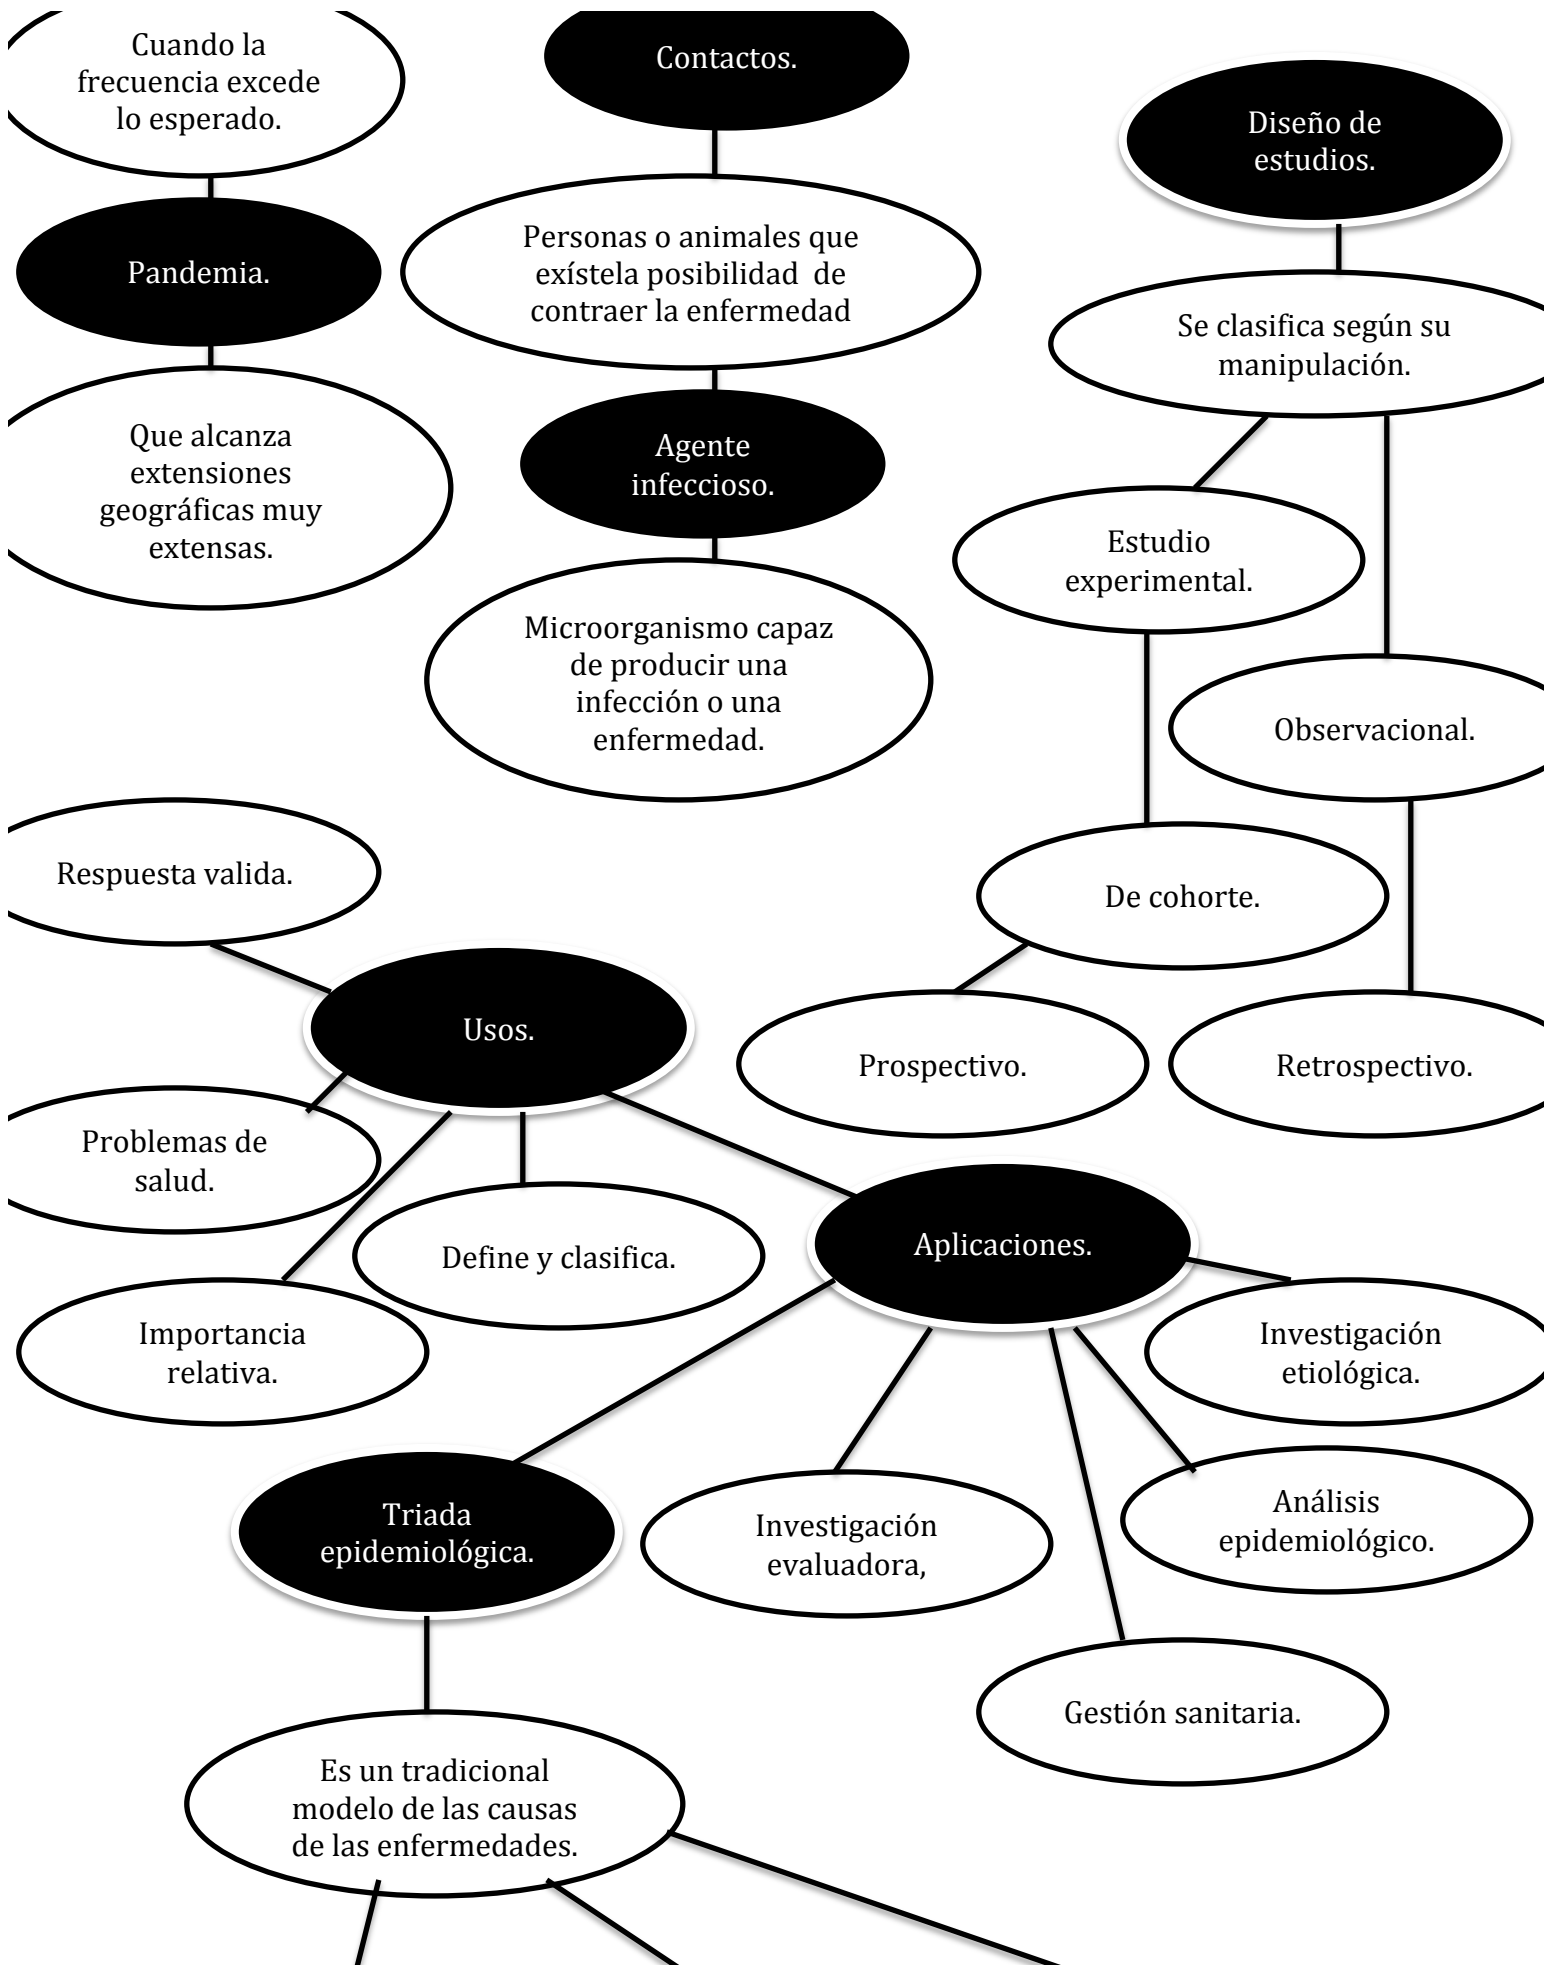 Cuando la
frecuencia excede
lo esperado.
Contactos.
Diseño de
estudios.
Pandemia.
Personas o animales que
exístela posibilidad  de
contraer la enfermedad
Se clasifica según su
manipulación.
Que alcanza
extensiones
geográficas muy
extensas.
Agente
infeccioso.
Estudio
experimental.
Microorganismo capaz
de producir una
infección o una
enfermedad.
Observacional.
Respuesta valida.
De cohorte.
Usos.
Prospectivo.
Retrospectivo.
Problemas de
salud.
Define y clasifica.
Aplicaciones.
Importancia
relativa.
Investigación
etiológica.
Triada
epidemiológica.
Investigación
evaluadora,
Análisis
epidemiológico.
Gestión sanitaria.
Es un tradicional
modelo de las causas
de las enfermedades.